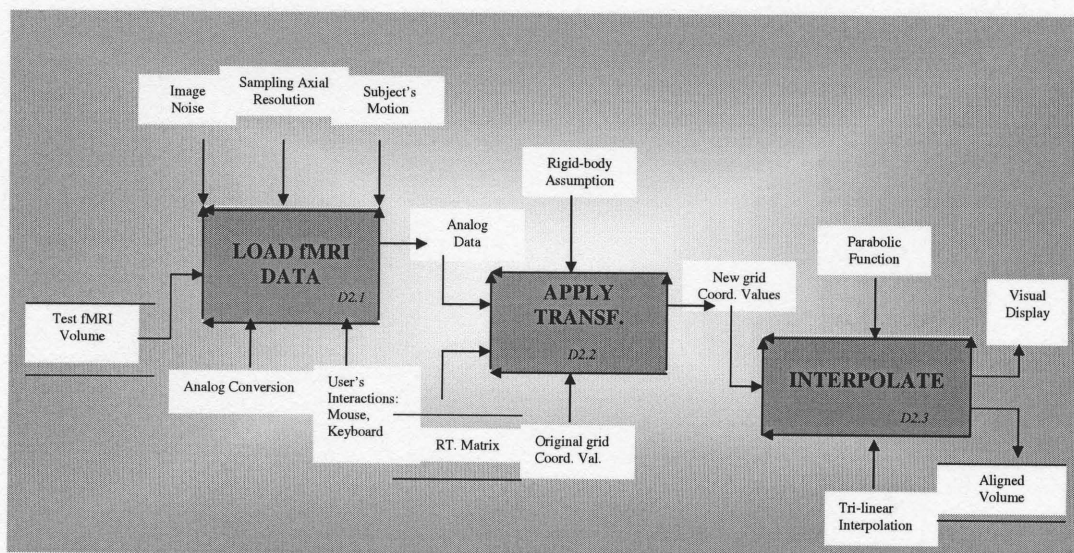 Image
Noise
Sampling Axial
Resolution
Subject's
Motion
Rigid-body
Assumption
LOAD fMRI
DATA
D2.1
Analog
Data
Parabolic
Function
Test fMRI
Volume
APPLY
TRANSF.
D2.2
New grid
Coord. Values
Visual
Display
Analog Conversion
User's
Interactions:
Mouse,
Keyboard
INTERPOLATE
D2.3
RT. Matrix
Original grid
Coord. Val.
Tri-linear
Interpolation
Aligned
Volume